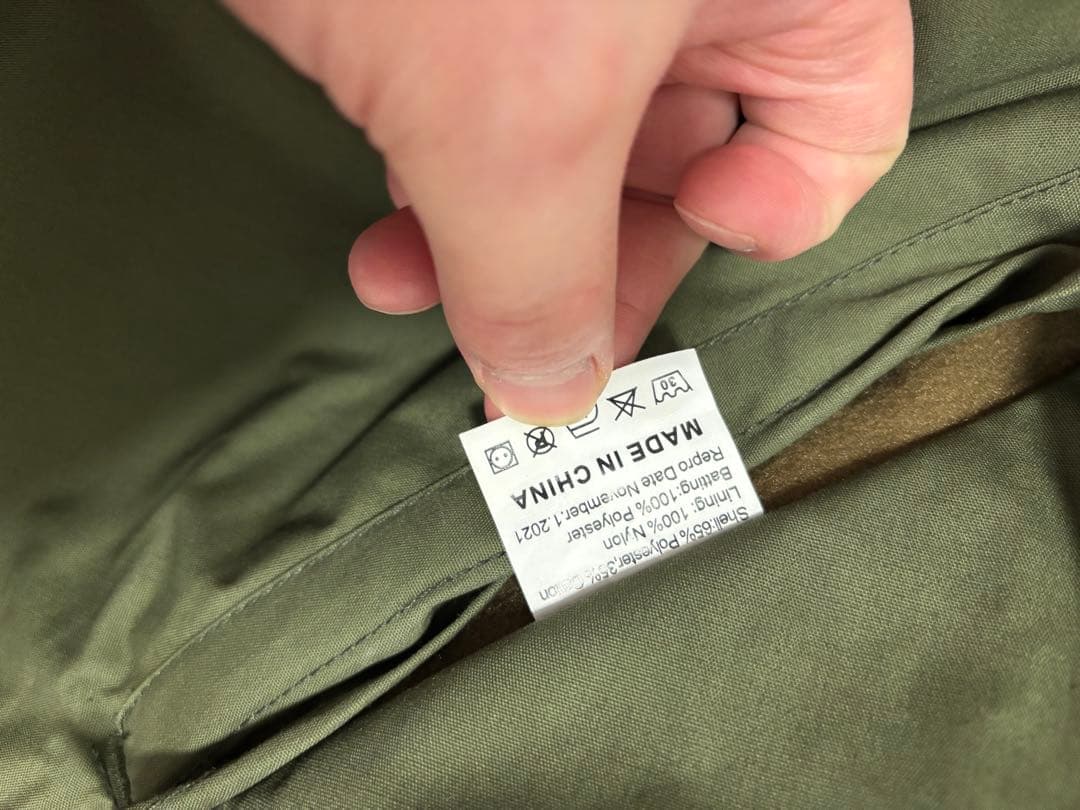 Shell:65% Polyester,35% Cotton
Lining: 100% Nylon
Batting:100% Polyester
Repro Date November.1.2021
MADE IN CHINA
30